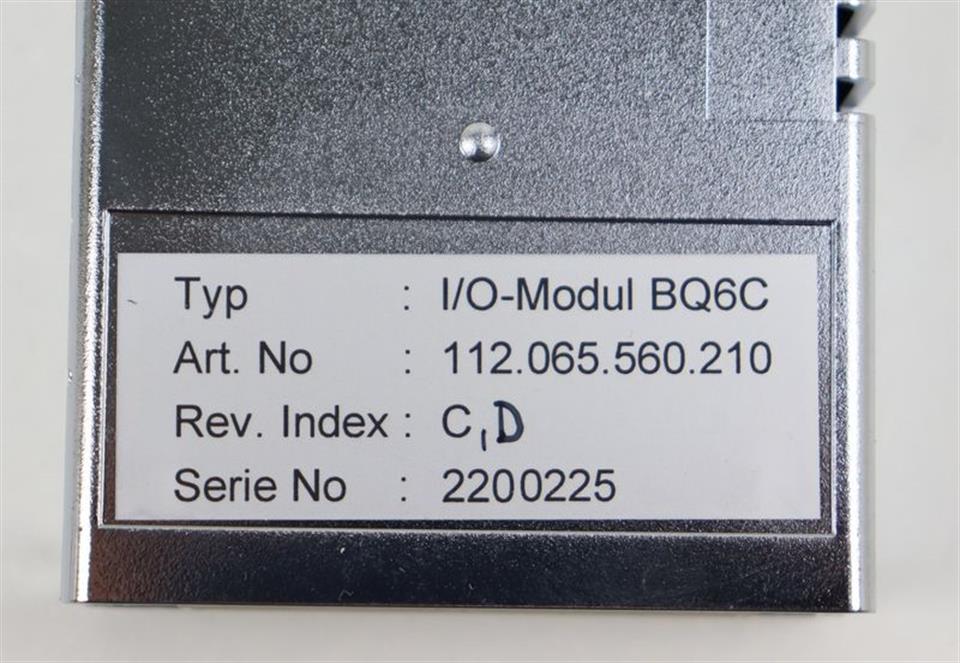 Typ : I/O-Modul BQ6C
Art. No : 112.065.560.210
Rev. Index : C,D
Serie No : 2200225